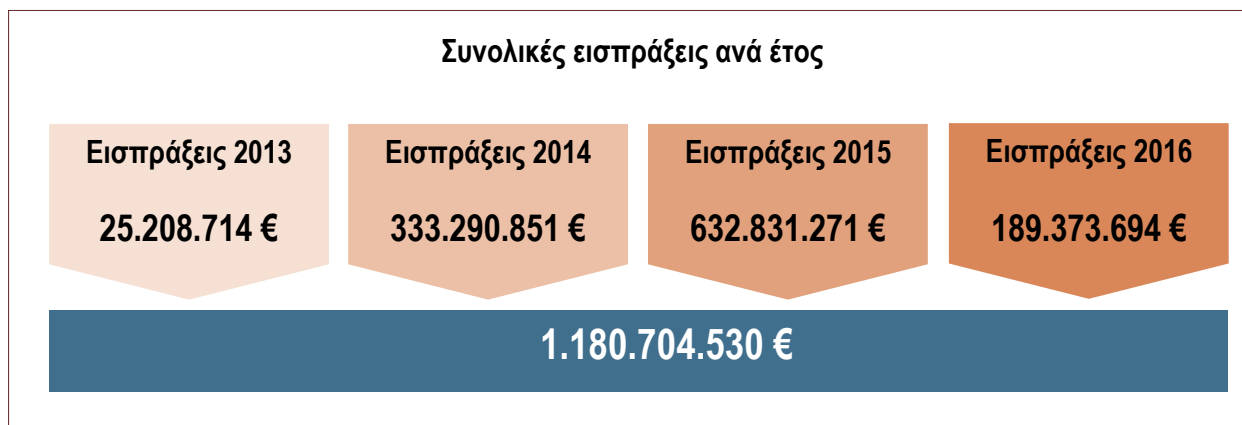 Συνολικές εισπράξεις ανά έτος
Εισπράξεις 2013
25.208.714 €
Εισπράξεις 2014
333.290.851 €
Εισπράξεις 2015
632.831.271 €
Εισπράξεις 2016
189.373.694 €
1.180.704.530 €